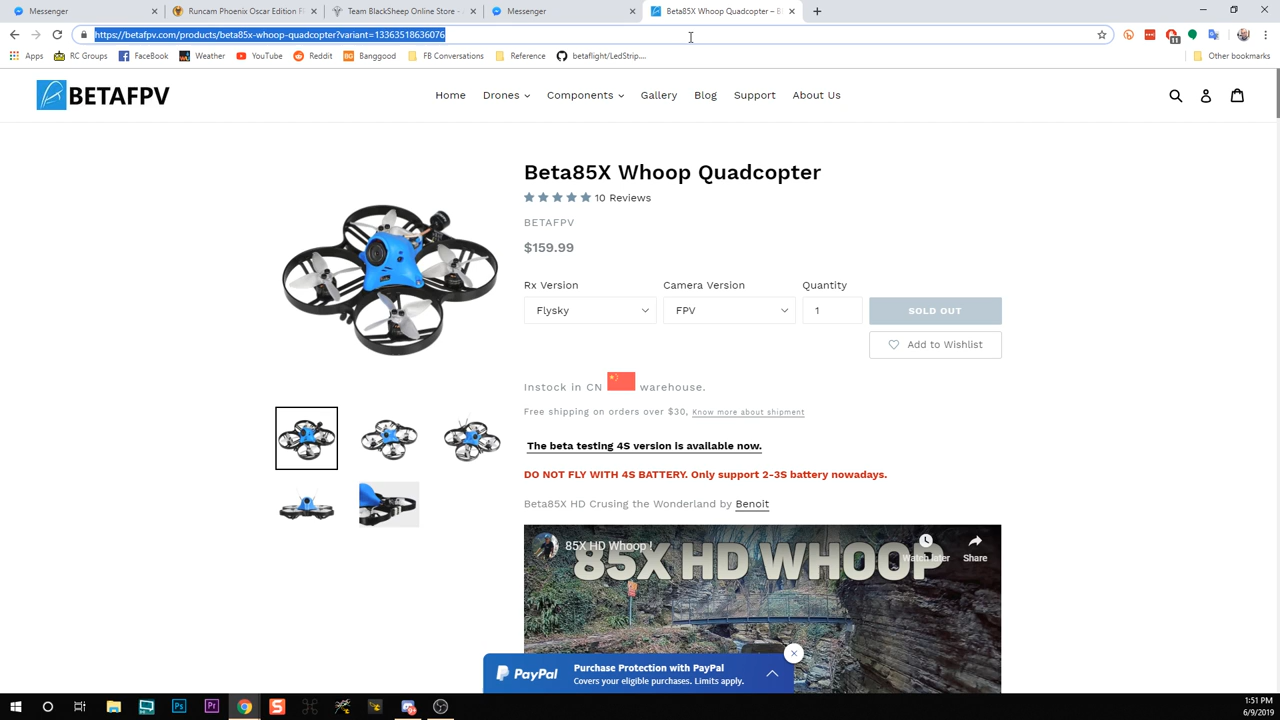 Messenger
Runcam Phoenix Oscar Edition F
Team BlackSheep Online Store -
Messenger
Beta85X Whoop Quadcopter – B
https://betafpv.com/products/beta85x-whoop-quadcopter?variant=13363518636076
11
Apps
RC Groups
FaceBook
Weather
YouTube
Reddit
BG
Banggood
FB Conversations
Reference
betaflight/LedStrip....
Other bookmarks
BETAFPV
Home
Drones
Components
Gallery
Blog
Support
About Us
Beta85X Whoop Quadcopter
10 Reviews
BETAFPV
$159.99
Rx Version
Camera Version
Quantity
Flysky
FPV
1
SOLD OUT
Add to Wishlist
Instock in CN warehouse.
Free shipping on orders over $30, Know more about shipment
The beta testing 4S version is available now.
DO NOT FLY WITH 4S BATTERY. Only support 2-3S battery nowadays.
Beta85X HD Crusing the Wonderland by Benoit
85X HD Whoop !
85X HD WHOOP
Watch later
Share
PayPal
Purchase Protection with PayPal
Covers your eligible purchases. Limits apply.
Ps
Pr
S
1:51 PM
6/9/2019